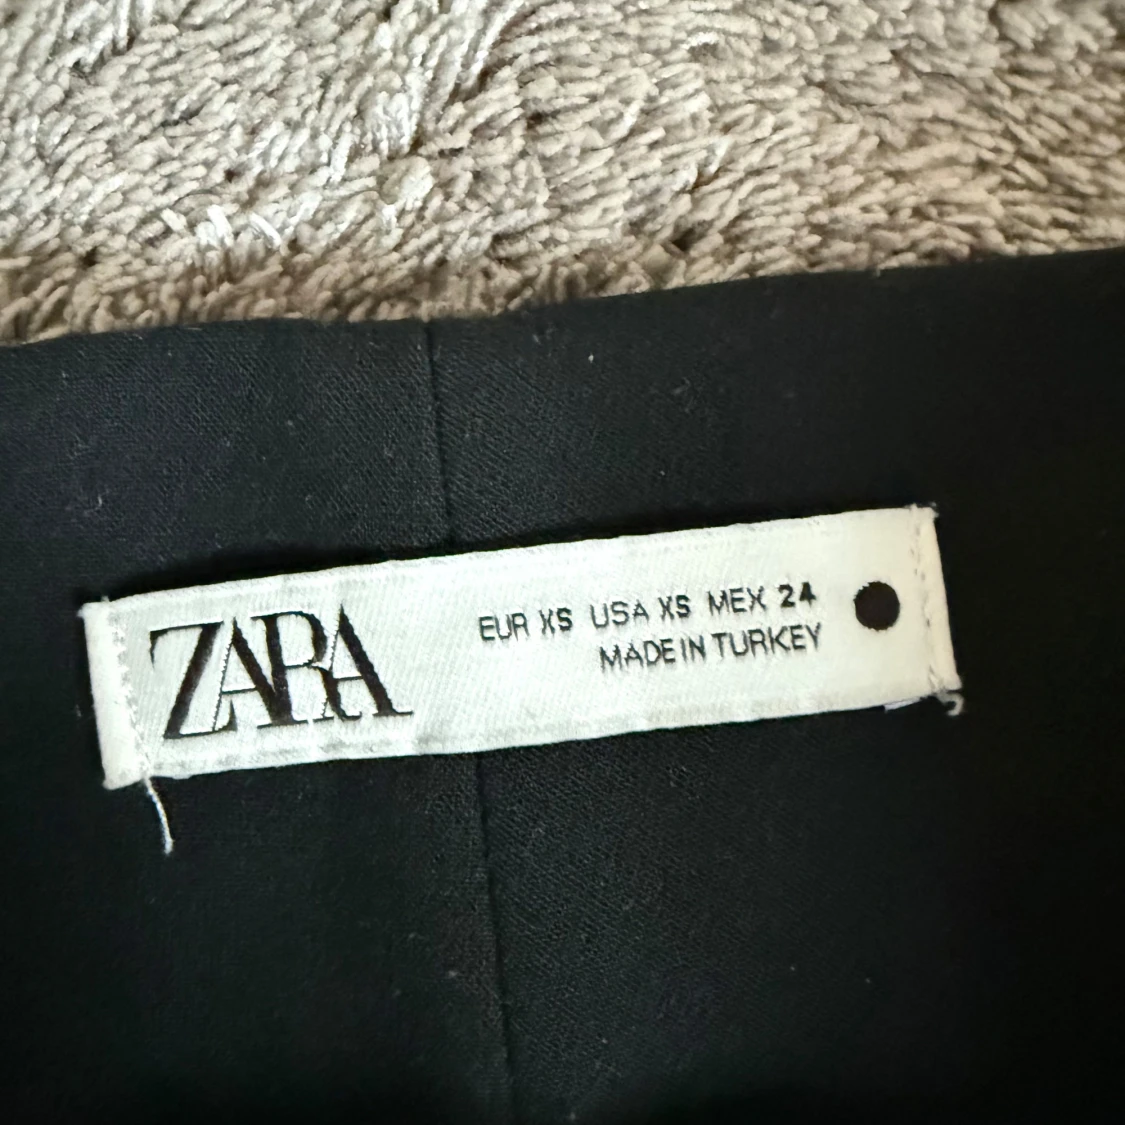 ZARA
EUR XS USA XS MEX 24
MADE IN TURKEY